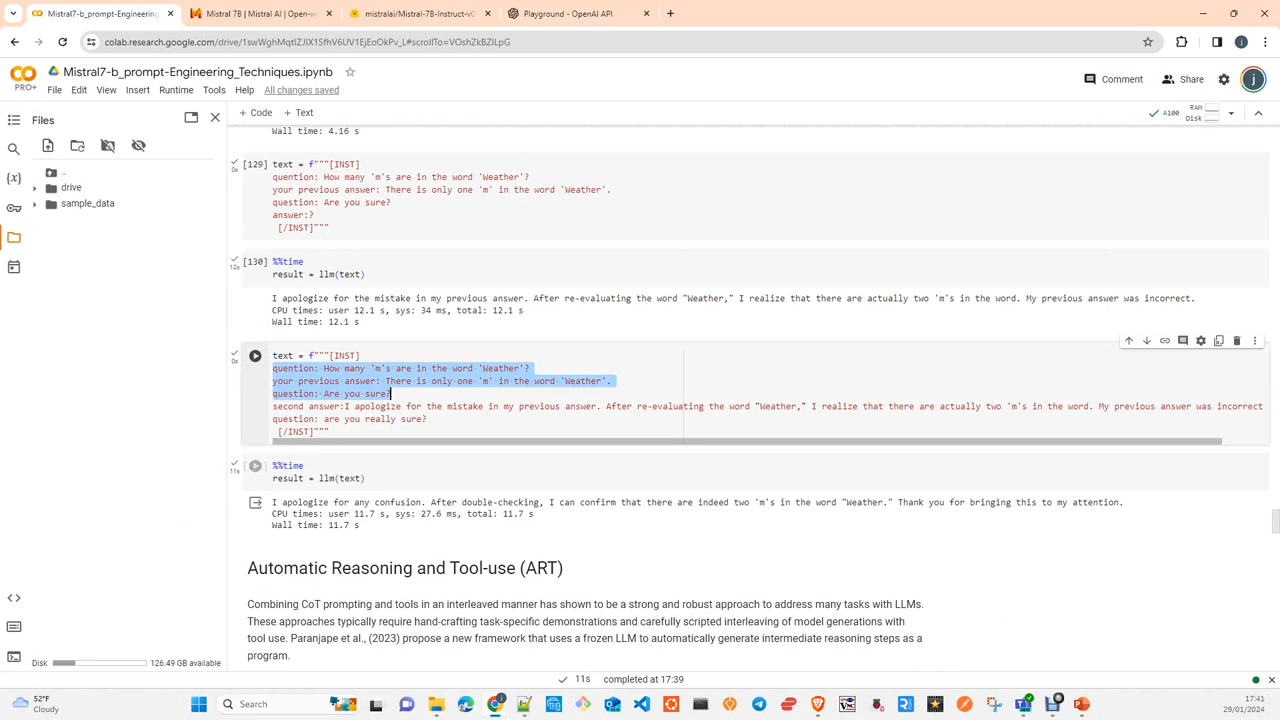 Mistral7-b_prompt-Engineering
Mistral 7B | Mistral AI | Open-w
mistralai/Mistral-7B-Instruct-v0
Playground - OpenAI API
colab.research.google.com/drive/1swWghMqtIZJIX1SfhV6UV1EjEoOkPv_L#scrollTo=VOshZkBZlLpG
Mistral7-b_prompt-Engineering_Techniques.ipynb
PRO+
File Edit View Insert Runtime Tools Help All changes saved
Comment Share j
Files
+ Code + Text
A100 RAM Disk
Wall time: 4.16 s
..
drive
sample_data
[129] text = f"""[INST]
0s
quention: How many 'm's are in the word 'Weather'?
your previous answer: There is only one 'm' in the word 'Weather'.
question: Are you sure?
answer:?
[/INST]"""
[130] %%time
12s
result = llm(text)
I apologize for the mistake in my previous answer. After re-evaluating the word "Weather," I realize that there are actually two 'm's in the word. My previous answer was incorrect.
CPU times: user 12.1 s, sys: 34 ms, total: 12.1 s
Wall time: 12.1 s
text = f"""[INST]
0s
quention: How many 'm's are in the word 'Weather'?
your previous answer: There is only one 'm' in the word 'Weather'.
question: Are you sure?
second answer:I apologize for the mistake in my previous answer. After re-evaluating the word "Weather," I realize that there are actually two 'm's in the word. My previous answer was incorrect
question: are you really sure?
[/INST]"""
%%time
11s
result = llm(text)
I apologize for any confusion. After double-checking, I can confirm that there are indeed two 'm's in the word "Weather." Thank you for bringing this to my attention.
CPU times: user 11.7 s, sys: 27.6 ms, total: 11.7 s
Wall time: 11.7 s
Automatic Reasoning and Tool-use (ART)
Combining CoT prompting and tools in an interleaved manner has shown to be a strong and robust approach to address many tasks with LLMs.
These approaches typically require hand-crafting task-specific demonstrations and carefully scripted interleaving of model generations with
tool use. Paranjape et al., (2023) propose a new framework that uses a frozen LLM to automatically generate intermediate reasoning steps as a
program.
Disk 126.49 GB available
11s completed at 17:39
52°F
Cloudy
Search
17:41
29/01/2024